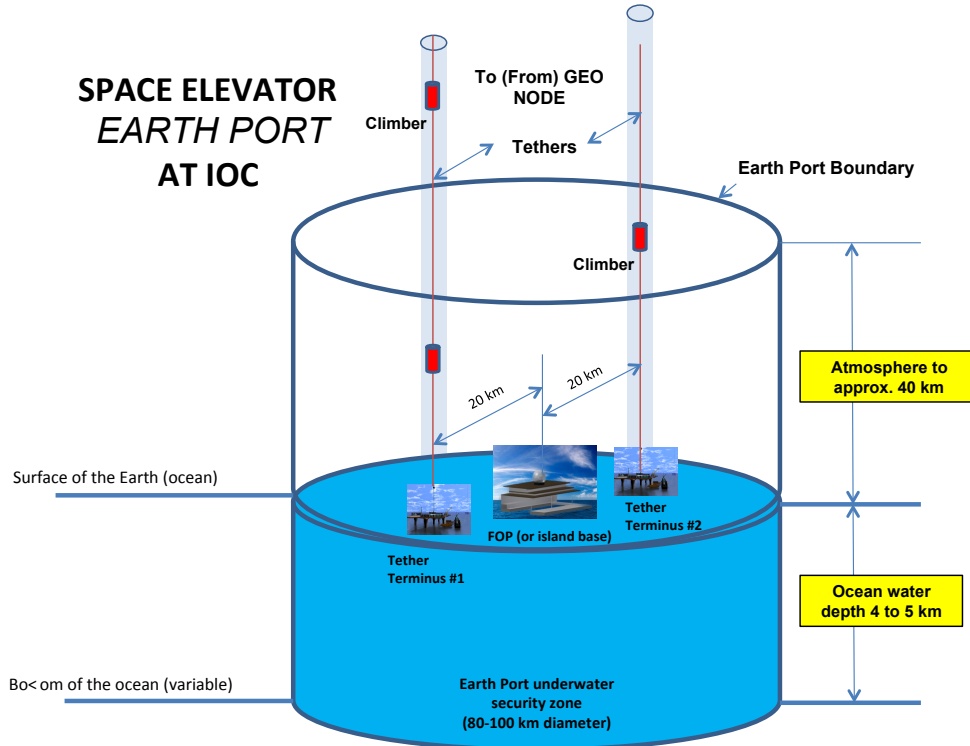 SPACE ELEVATOR
EARTH PORT
AT IOC
To (From) GEO
NODE
Climber
Tethers
Earth Port Boundary
Climber
20 km
20 km
Atmosphere to
approx. 40 km
Surface of the Earth (ocean)
Tether
Terminus #2
FOP (or island base)
Tether
Terminus #1
Ocean water
depth 4 to 5 km
Bo< om of the ocean (variable)
Earth Port underwater
security zone
(80-100 km diameter)